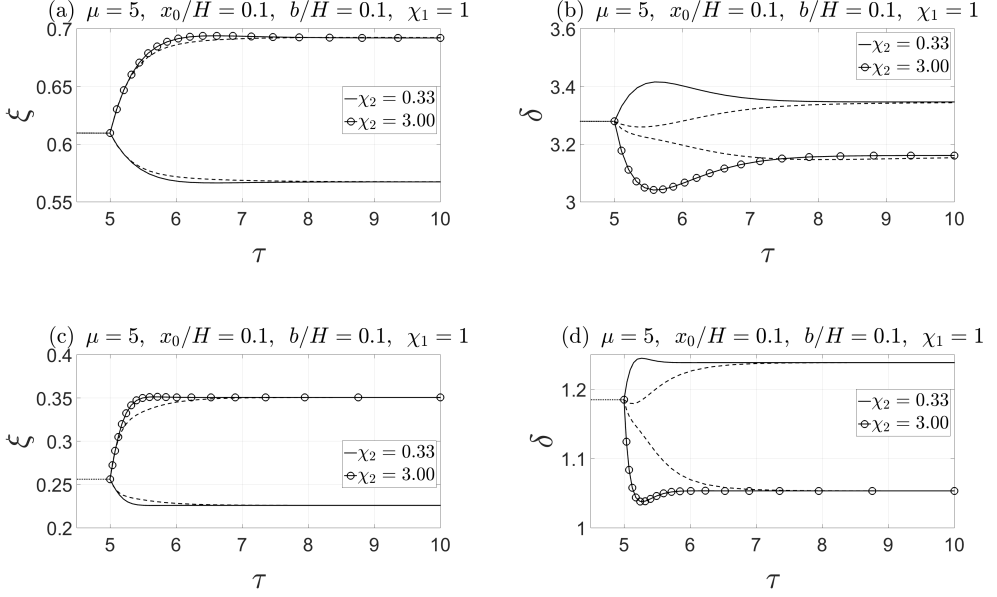 (a) μ = 5, x₀/H = 0.1, b/H = 0.1, χ₁ = 1
0.7
0.65
0.6
0.55
ξ
χ₂ = 0.33
χ₂ = 3.00
5 6 7 8 9 10
τ
(b) μ = 5, x₀/H = 0.1, b/H = 0.1, χ₁ = 1
3.6
3.4
3.2
3
δ
χ₂ = 0.33
χ₂ = 3.00
5 6 7 8 9 10
τ
(c) μ = 5, x₀/H = 0.1, b/H = 0.1, χ₁ = 1
0.4
0.35
0.3
0.25
0.2
ξ
χ₂ = 0.33
χ₂ = 3.00
5 6 7 8 9 10
τ
(d) μ = 5, x₀/H = 0.1, b/H = 0.1, χ₁ = 1
1.2
1.1
1
δ
χ₂ = 0.33
χ₂ = 3.00
5 6 7 8 9 10
τ